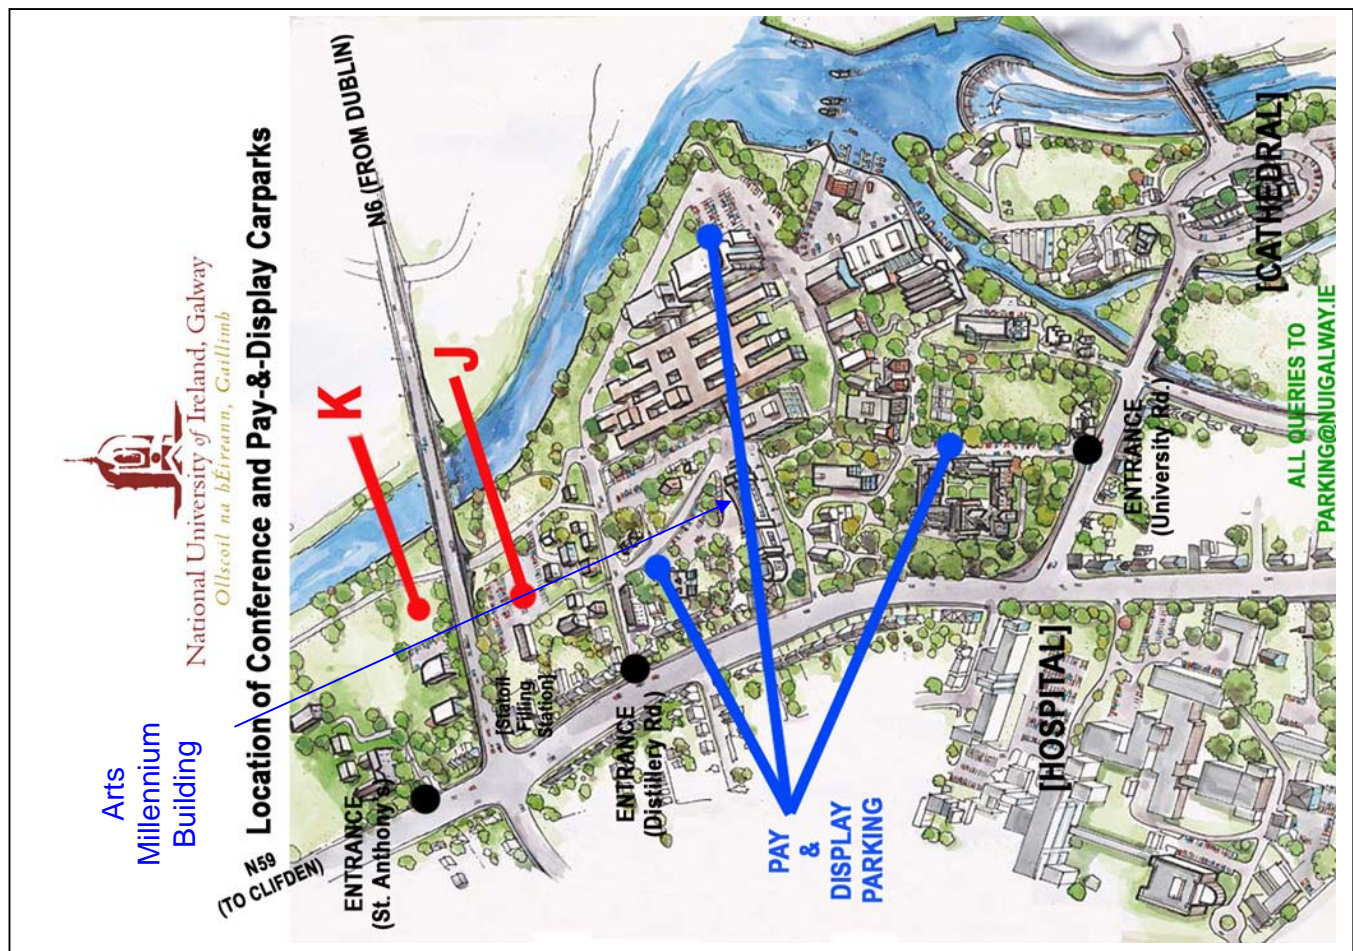 National University of Ireland, Galway
Ollscoil na hÉireann, Gaillimh
Location of Conference and Pay-&-Display Carparks
Arts
Millennium
Building
N6 (FROM DUBLIN)
K
J
N59
(TO CLIFDEN)
ENTRANCE
(St. Anthony's)
[Statoil
Filling
Station]
ENTRANCE
(Distillery Rd.)
PAY
&
DISPLAY
PARKING
ENTRANCE
(University Rd.)
[HOSPITAL]
[CATHEDRAL]
ALL QUERIES TO
PARKING@NUIGALWAY.IE